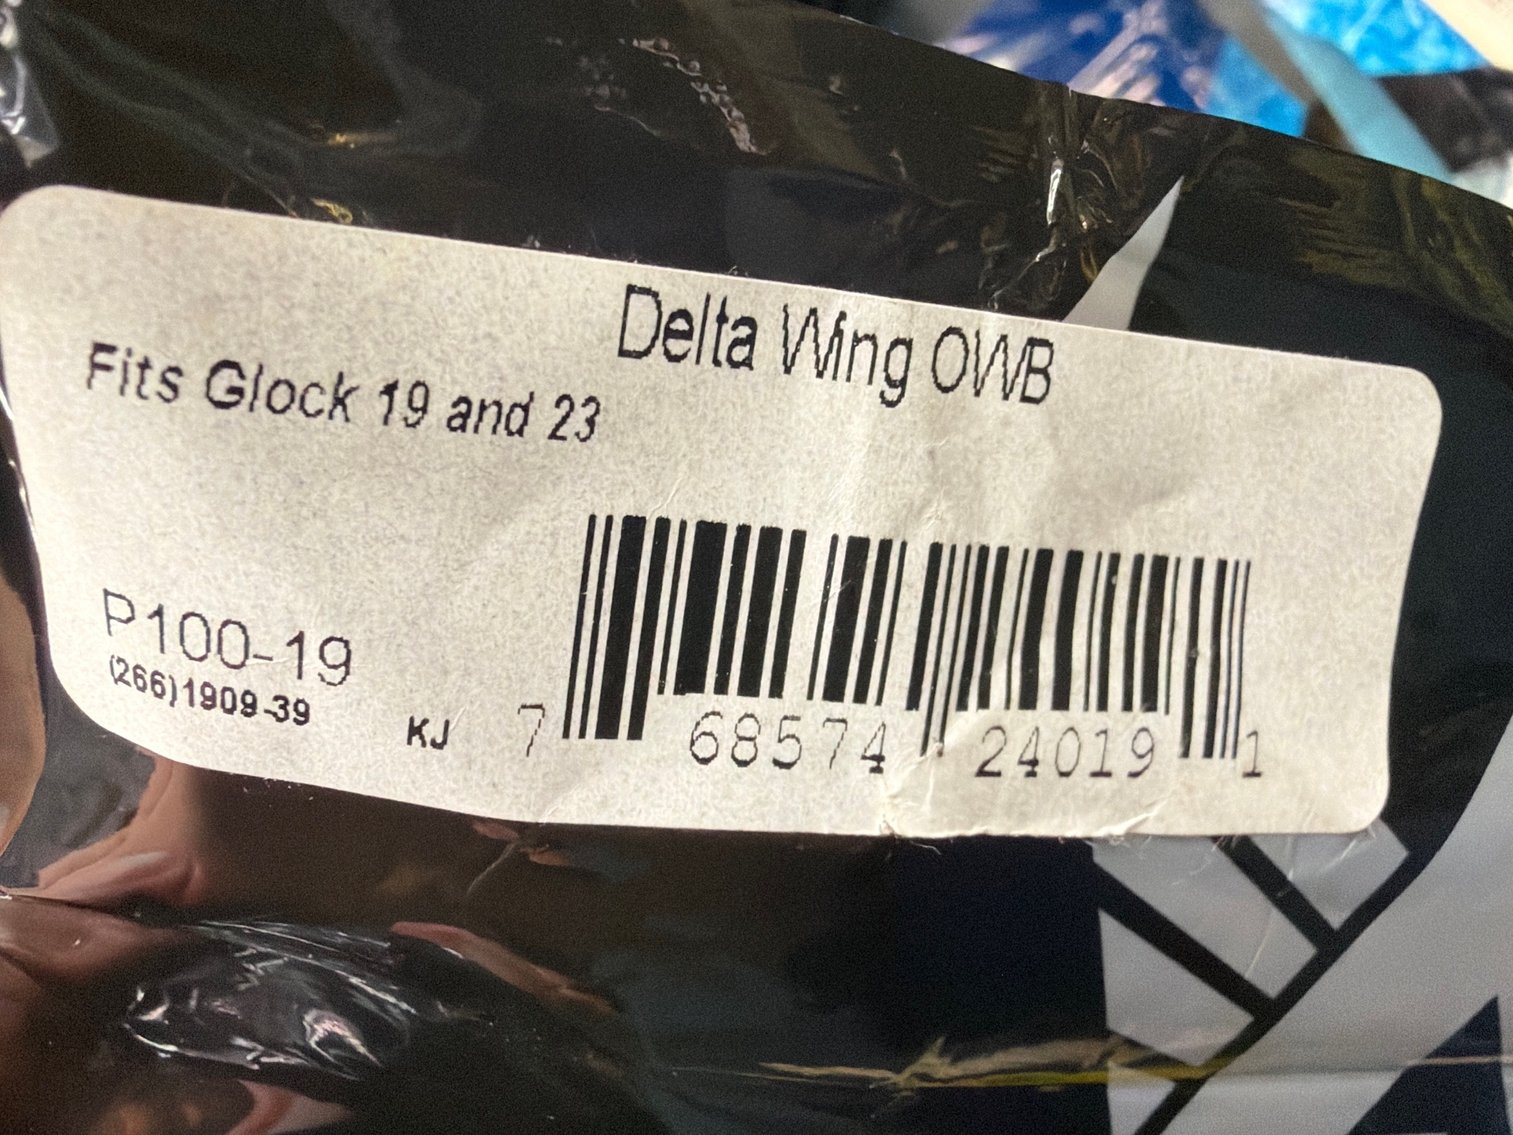 Delta Wing OWB
Fits Glock 19 and 23
P100-19
(266)1909-39
KJ
7 68574 24019 1